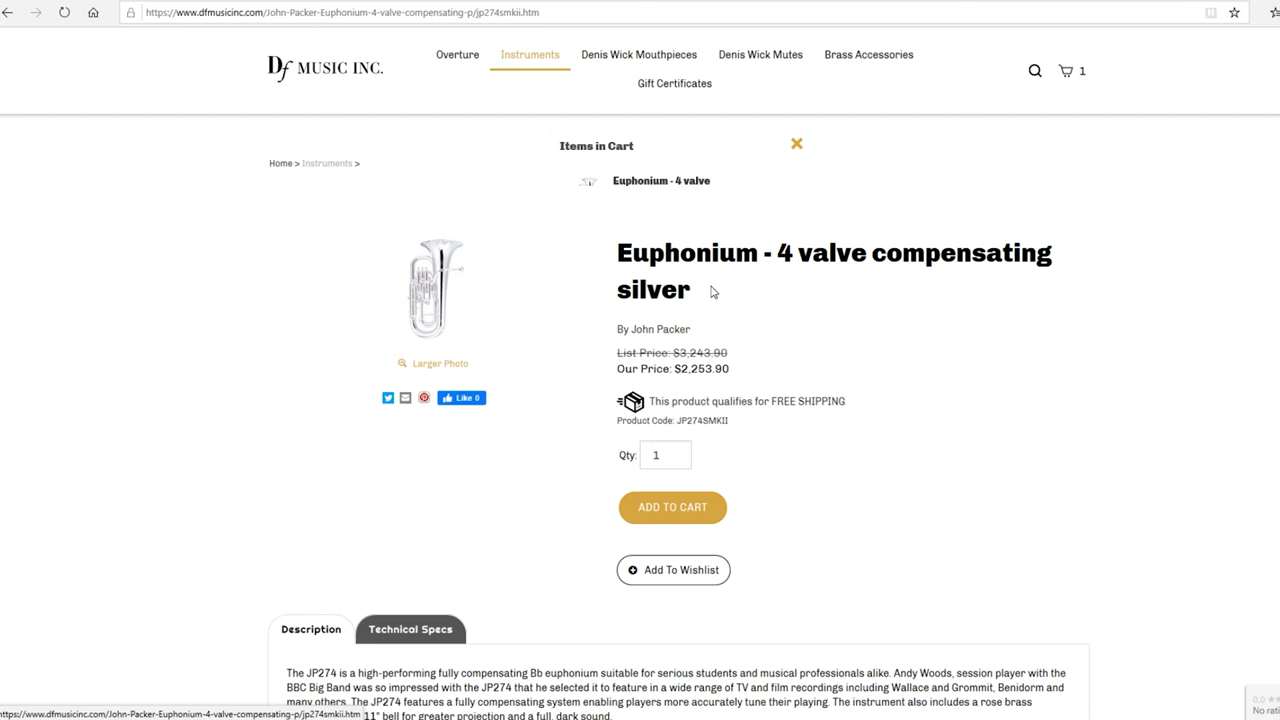 https://www.dfmusicinc.com/John-Packer-Euphonium-4-valve-compensating-p/jp274smkii.htm
Df MUSIC INC.
Overture
Instruments
Denis Wick Mouthpieces
Denis Wick Mutes
Brass Accessories
Gift Certificates
1
Items in Cart
Home > Instruments >
Euphonium - 4 valve
Euphonium - 4 valve compensating
silver
By John Packer
List Price: $3,243.90
Larger Photo
Our Price: $2,253.90
Like 0
This product qualifies for FREE SHIPPING
Product Code: JP274SMKII
Qty: 1
ADD TO CART
Add To Wishlist
Description
Technical Specs
The JP274 is a high-performing fully compensating Bb euphonium suitable for serious students and musical professionals alike. Andy Woods, session player with the
BBC Big Band was so impressed with the JP274 that he selected it to feature in a wide range of TV and film recordings including Wallace and Grommit, Benidorm and
many others. The JP274 features a fully compensating system enabling players more accurately tune their playing. The instrument also includes a rose brass
11" bell for greater projection and a full, dark sound.
https://www.dfmusicinc.com/John-Packer-Euphonium-4-valve-compensating-p/jp274smkii.htm
0.0
No rati